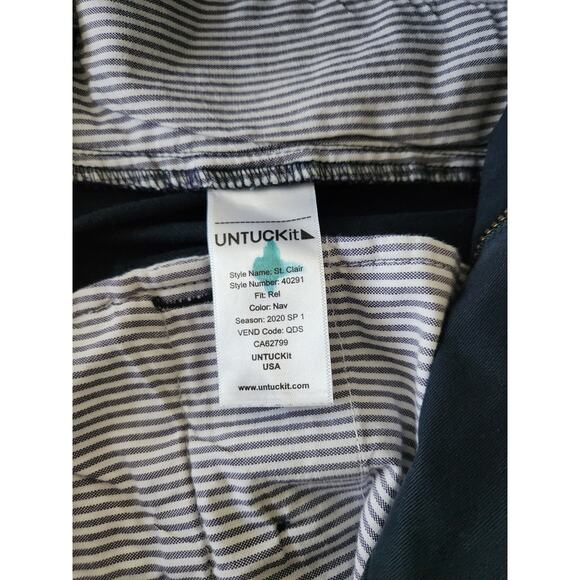 UNTUCKit
Style Name: St. Clair
Style Number: 40291
Fit: Rel
Color: Nav
Season: 2020 SP 1
VEND Code: QDS
CA62799
UNTUCKit
USA
www.untuckit.com